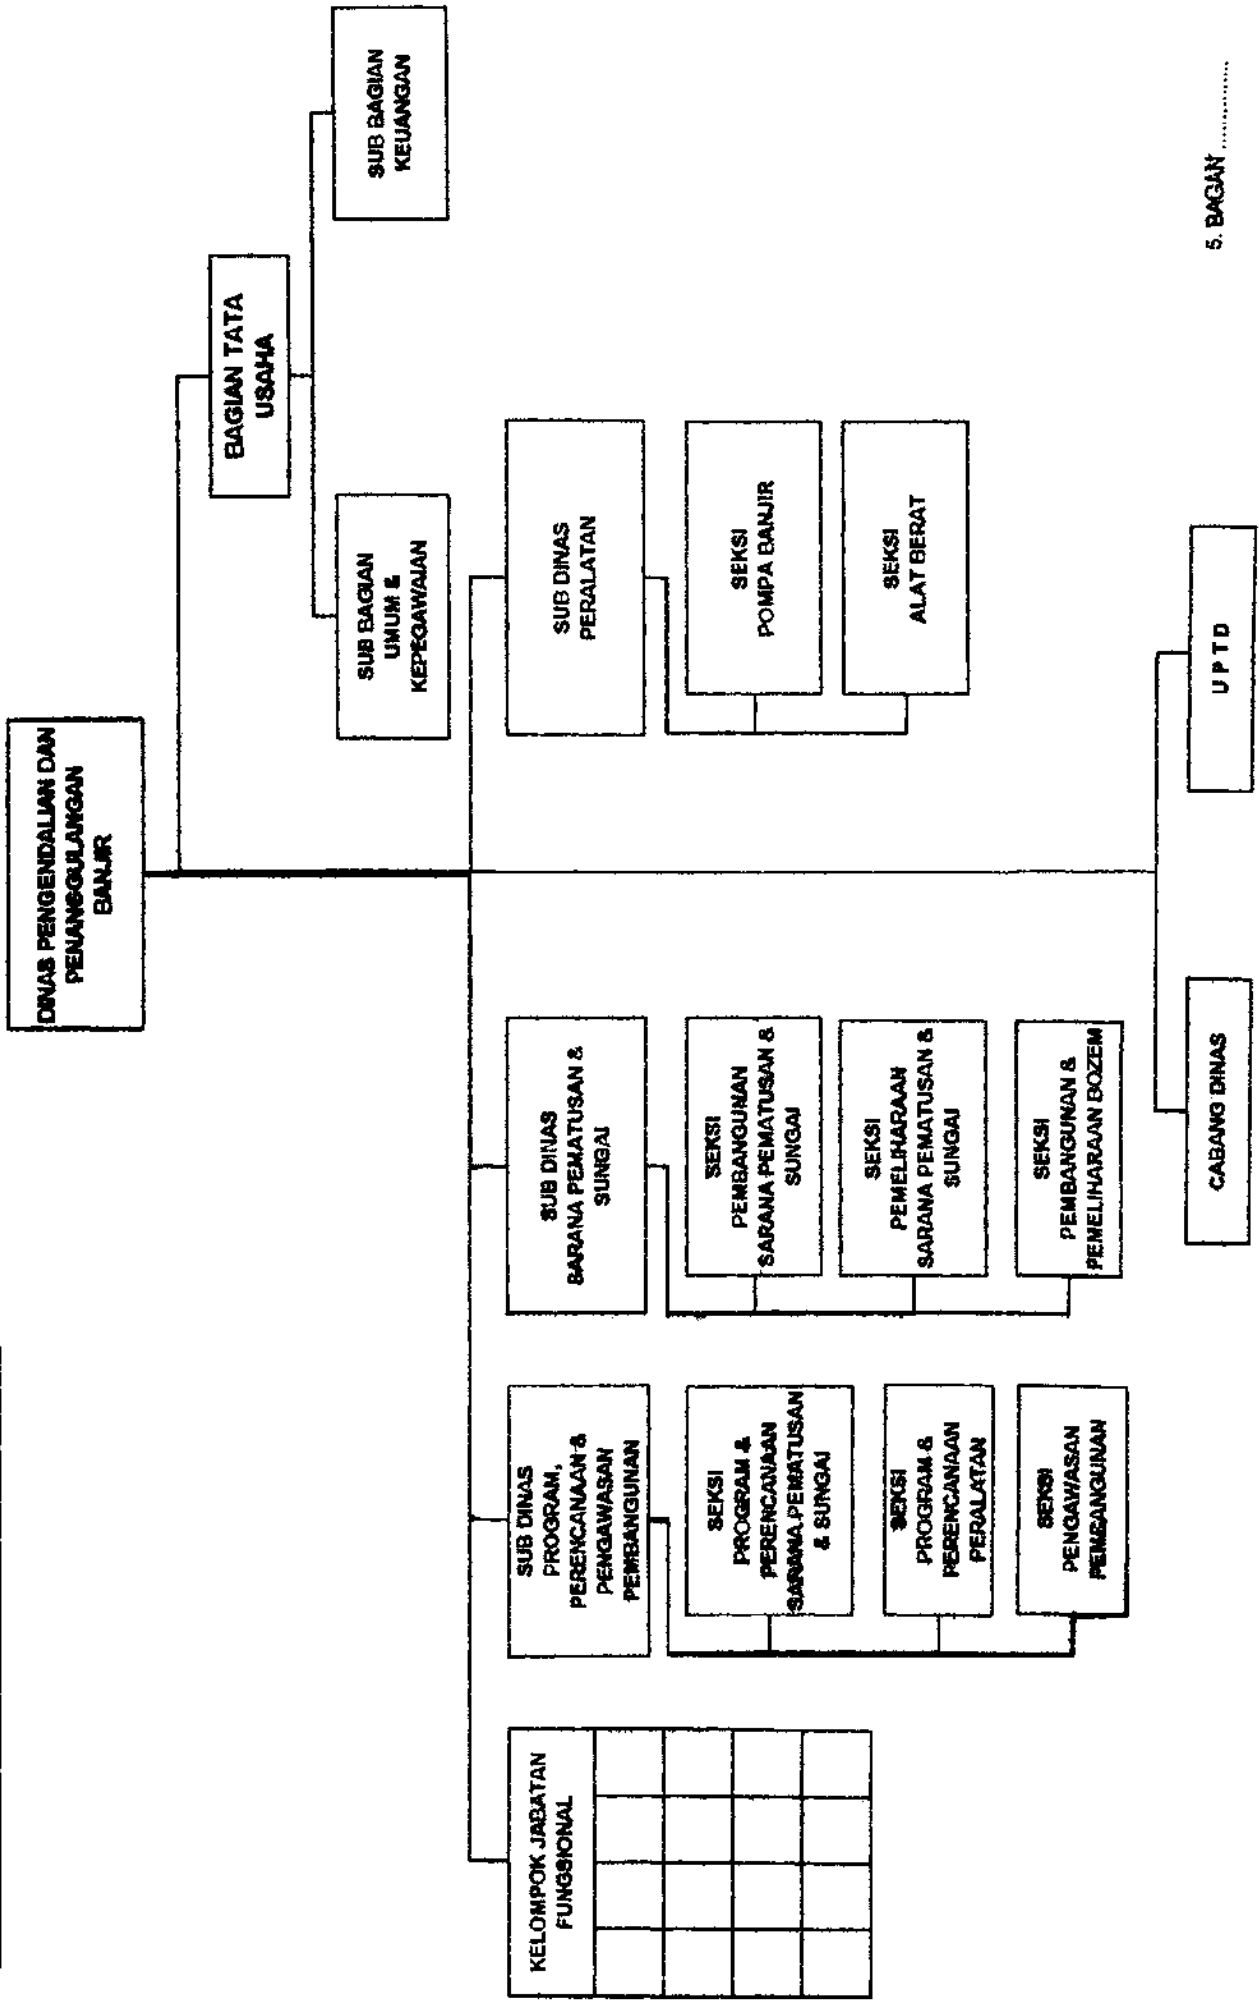 DINAS PENGENDALIAN DAN
PENANGGULANGAN
BANJIR
BAGIAN TATA
USAHA
SUB BAGIAN
UMUM &
KEPEGAWAIAN
SUB BAGIAN
KEUANGAN
KELOMPOK JABATAN
FUNGSIONAL
SUB DINAS
PROGRAM,
PERENCANAAN &
PENGAWASAN
PEMBANGUNAN
SEKSI
PROGRAM &
PERENCANAAN
SARANA PEMATUSAN
& SUNGAI
SEKSI
PROGRAM &
PERENCANAAN
PERALATAN
SEKSI
PENGAWASAN
PEMBANGUNAN
SUB DINAS
SARANA PEMATUSAN &
SUNGAI
SEKSI
PEMBANGUNAN
SARANA PEMATUSAN &
SUNGAI
SEKSI
PEMELIHARAAN
SARANA PEMATUSAN &
SUNGAI
SEKSI
PEMBANGUNAN &
PEMELIHARAAN BOZEM
SUB DINAS
PERALATAN
SEKSI
POMPA BANJIR
SEKSI
ALAT BERAT
CABANG DINAS
U P T D
5. BAGAN ............